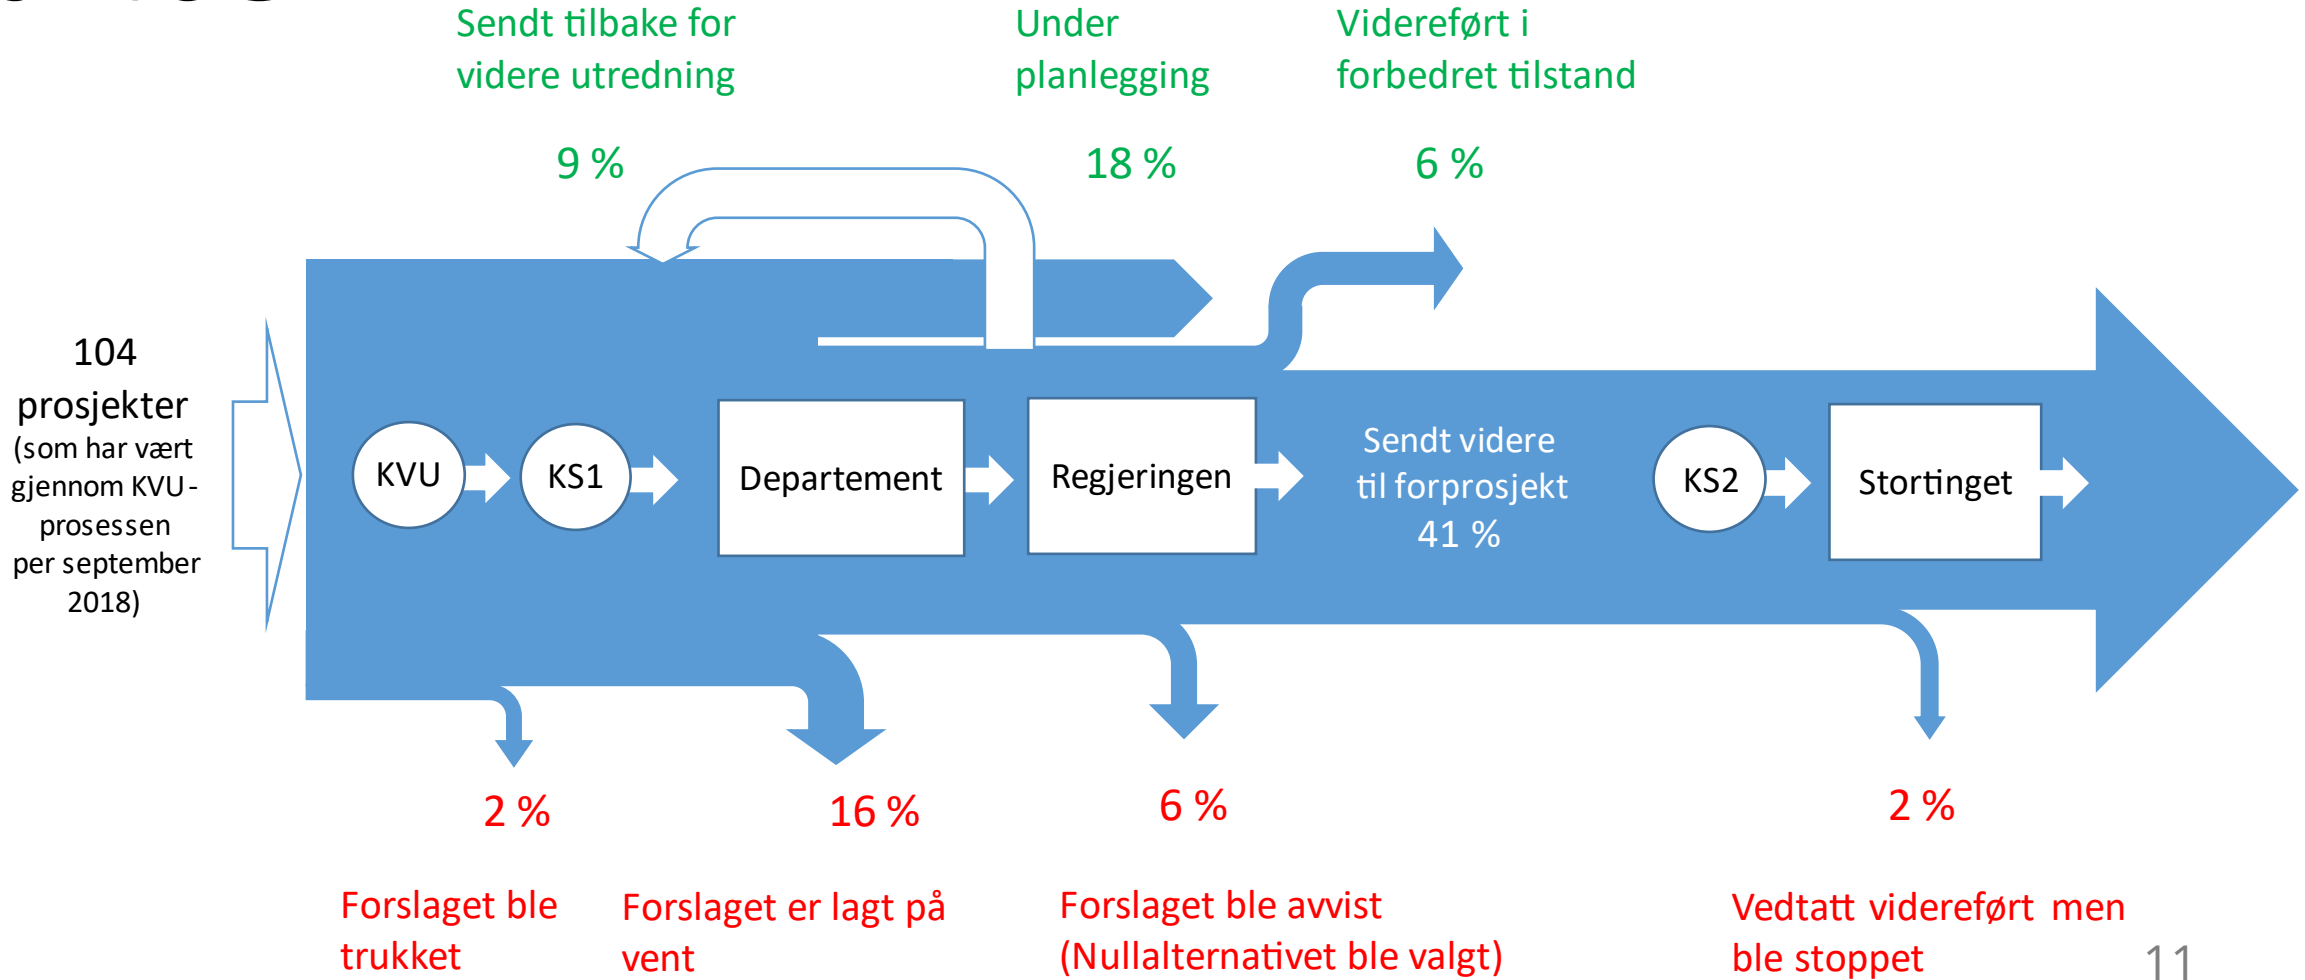 Sendt tilbake for
videre utredning
9 %
Under
planlegging
18 %
Videreført i
forbedret tilstand
6 %
104
prosjekter
(som har vært
gjennom KVU-
prosessen
per september
2018)
KVU
KS1
Departement
Regjeringen
Sendt videre
til forprosjekt
41 %
KS2
Stortinget
2 %
Forslaget ble
trukket
16 %
Forslaget er lagt på
vent
6 %
Forslaget ble avvist
(Nullalternativet ble valgt)
2 %
Vedtatt videreført men
ble stoppet
11